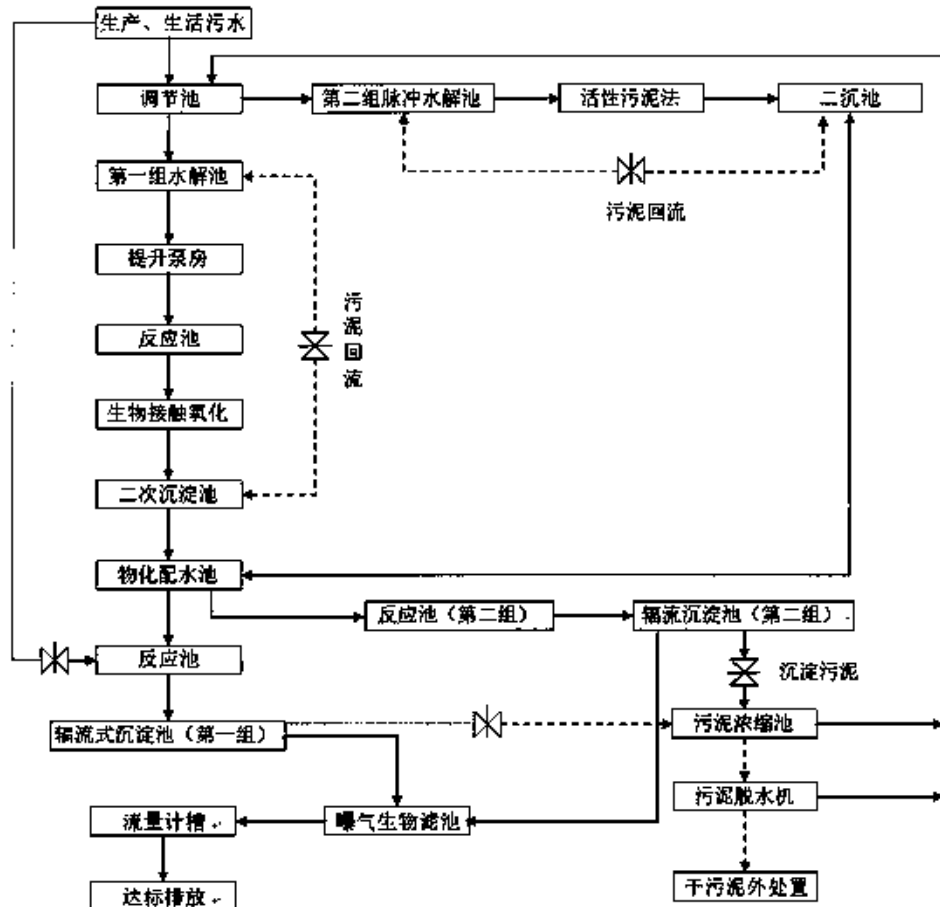 生产、生活污水
调节池
第二组脉冲水解池
活性污泥法
二沉池
第一组水解池
污泥回流
提升泵房
污泥回流
反应池
生物接触氧化
二次沉淀池
物化配水池
反应池（第二组）
辐流沉淀池（第二组）
反应池
沉淀污泥
辐流式沉淀池（第一组）
污泥浓缩池
污泥脱水机
流量计槽
曝气生物滤池
达标排放
干污泥外处置